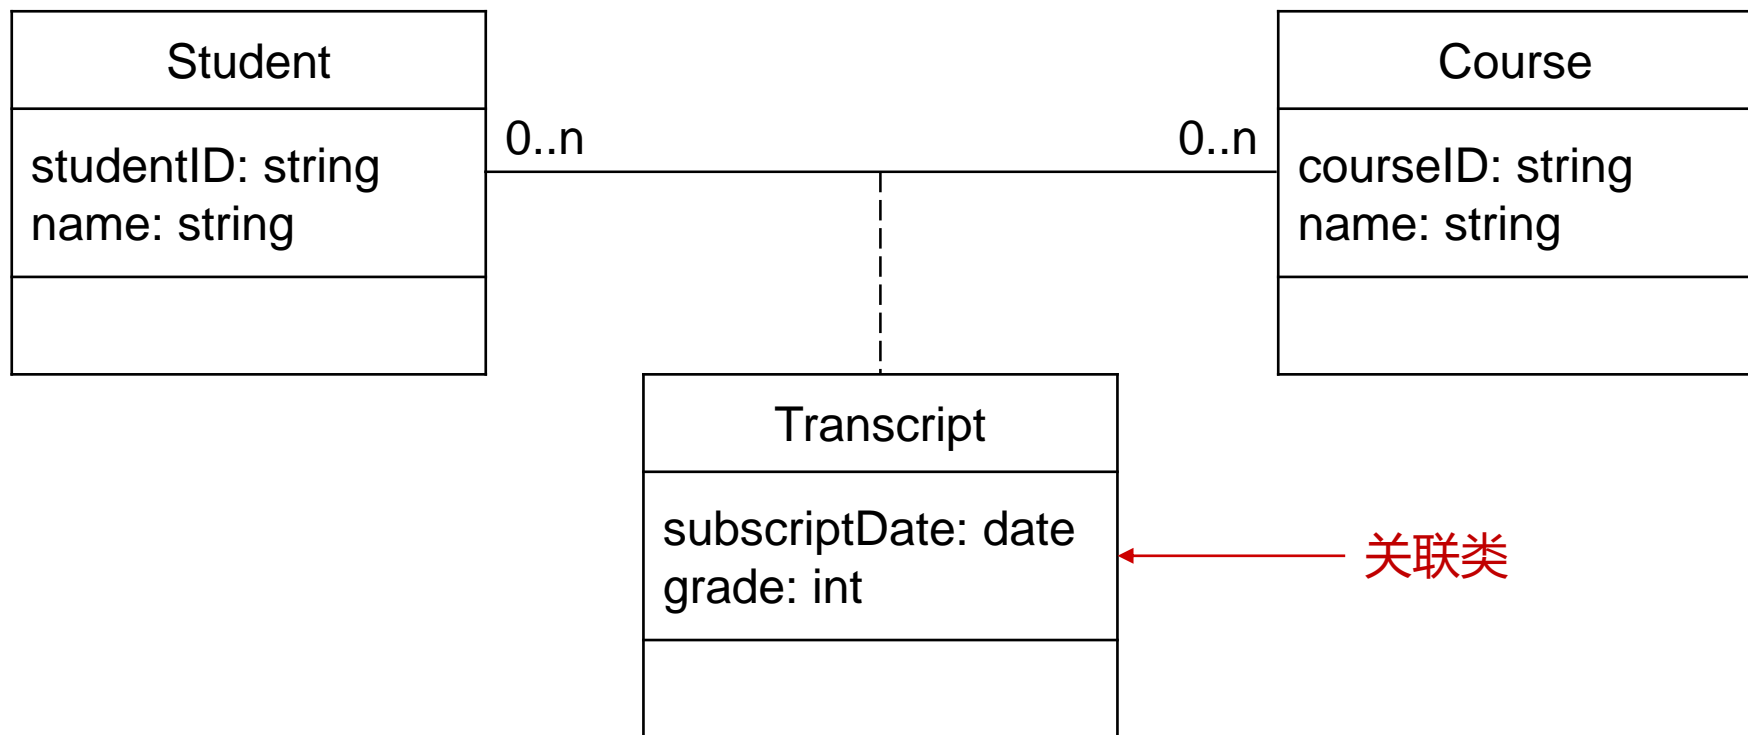 Student
studentID: string
name: string
0..n
0..n
Course
courseID: string
name: string
Transcript
subscriptDate: date
grade: int
关联类